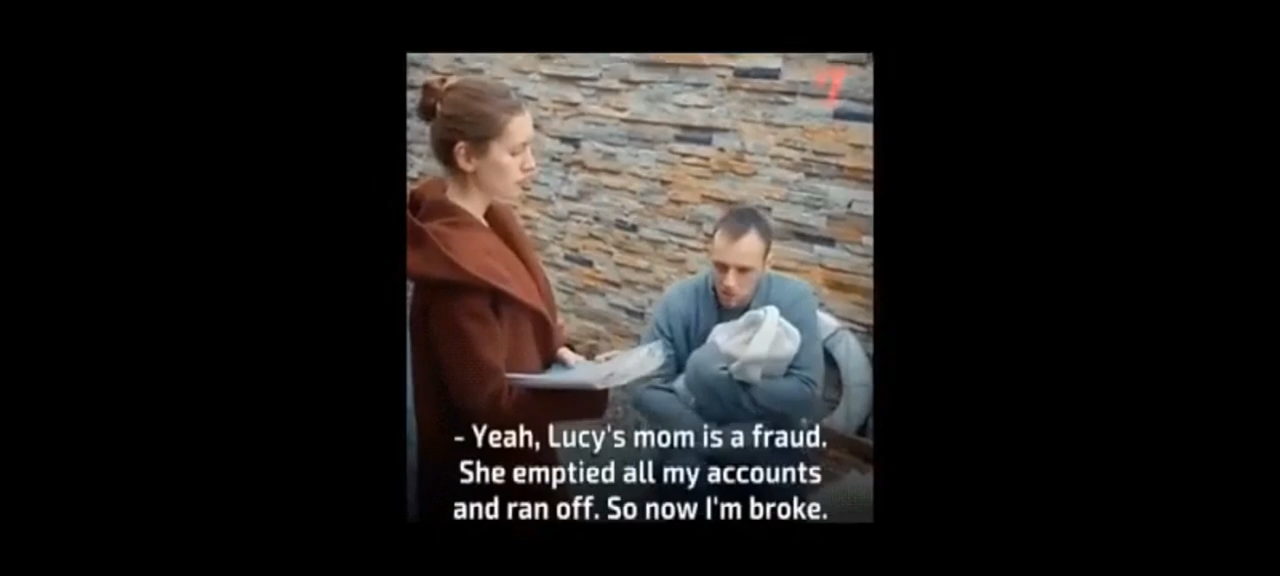 - Yeah, Lucy's mom is a fraud.
She emptied all my accounts
and ran off. So now I'm broke.